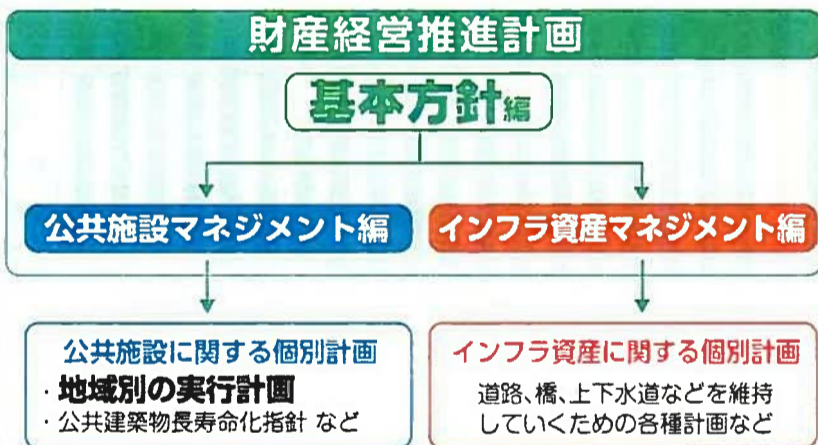 財産経営推進計画
基本方針編
公共施設マネジメント編
インフラ資産マネジメント編
公共施設に関する個別計画
・地域別の実行計画
・公共建築物長寿命化指針 など
インフラ資産に関する個別計画
道路、橋、上下水道などを維持
していくための各種計画など